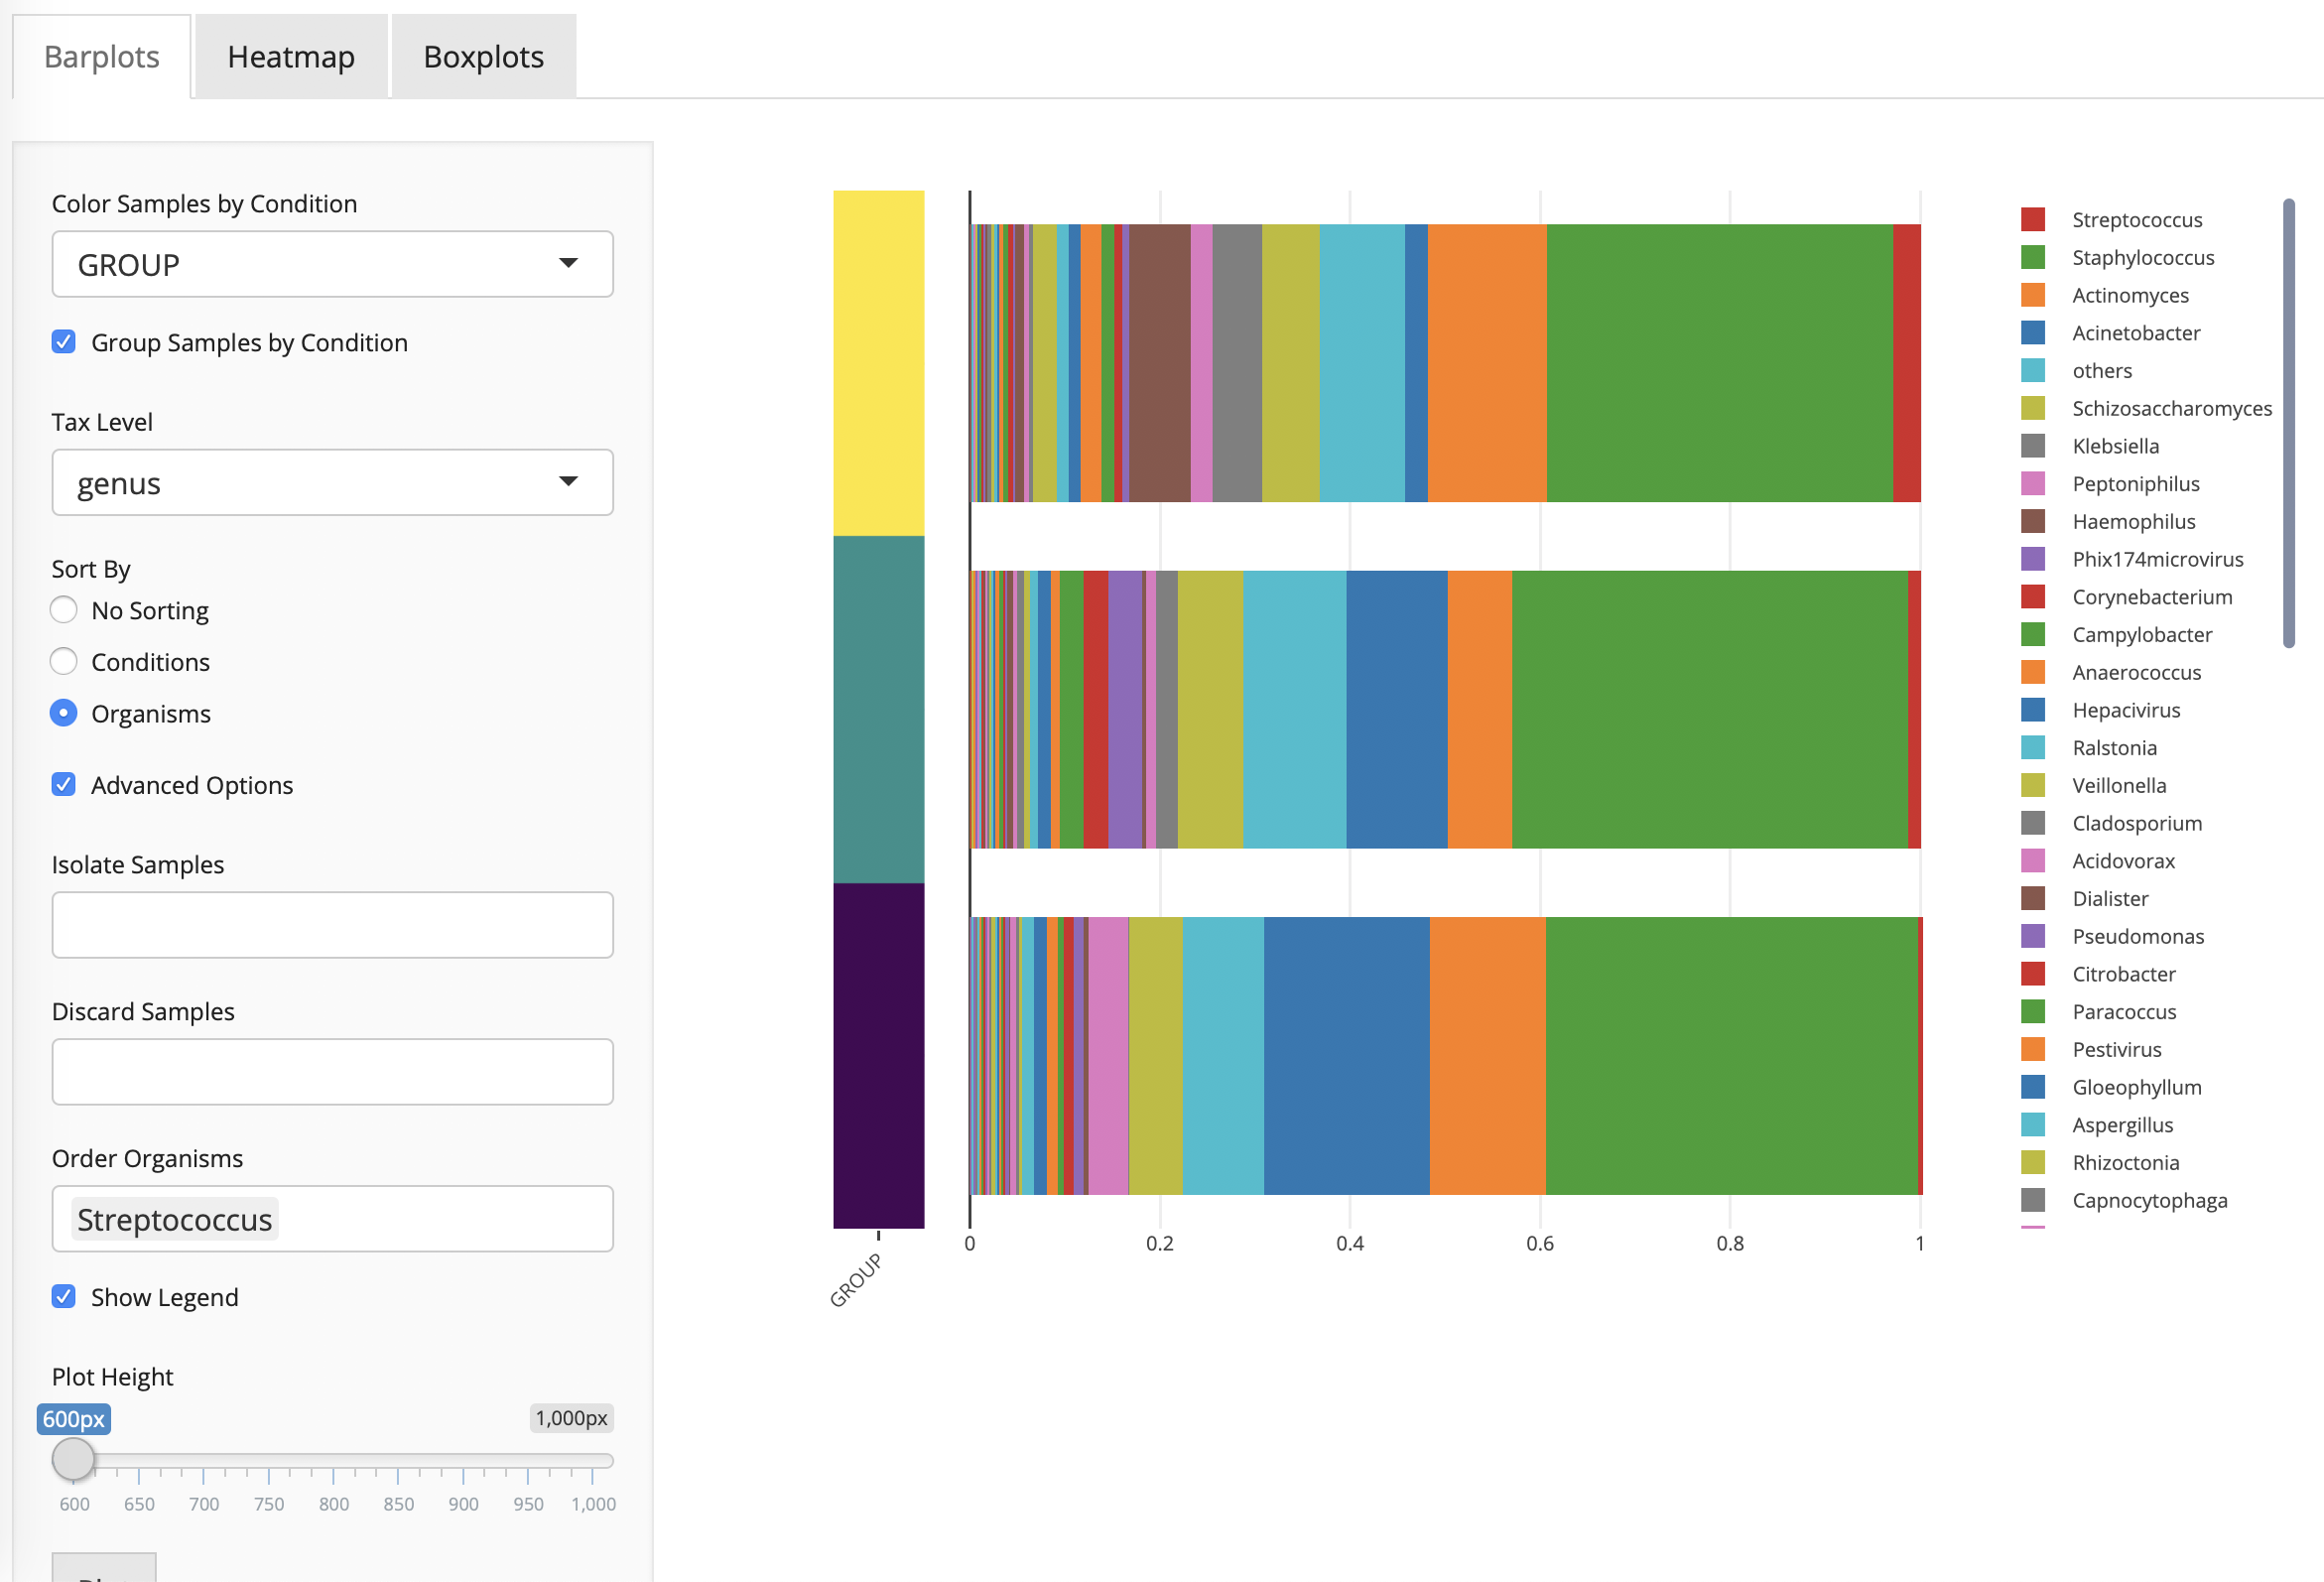 Barplots Heatmap Boxplots
Color Samples by Condition
GROUP
Group Samples by Condition
Tax Level
genus
Sort By
No Sorting
Conditions
Organisms
Advanced Options
Isolate Samples
Discard Samples
Order Organisms
Streptococcus
Show Legend
Plot Height
600px 1,000px
600 650 700 750 800 850 900 950 1,000
GROUP
0 0.2 0.4 0.6 0.8 1
Streptococcus
Staphylococcus
Actinomyces
Acinetobacter
others
Schizosaccharomyces
Klebsiella
Peptoniphilus
Haemophilus
Phix174microvirus
Corynebacterium
Campylobacter
Anaerococcus
Hepacivirus
Ralstonia
Veillonella
Cladosporium
Acidovorax
Dialister
Pseudomonas
Citrobacter
Paracoccus
Pestivirus
Gloeophyllum
Aspergillus
Rhizoctonia
Capnocytophaga